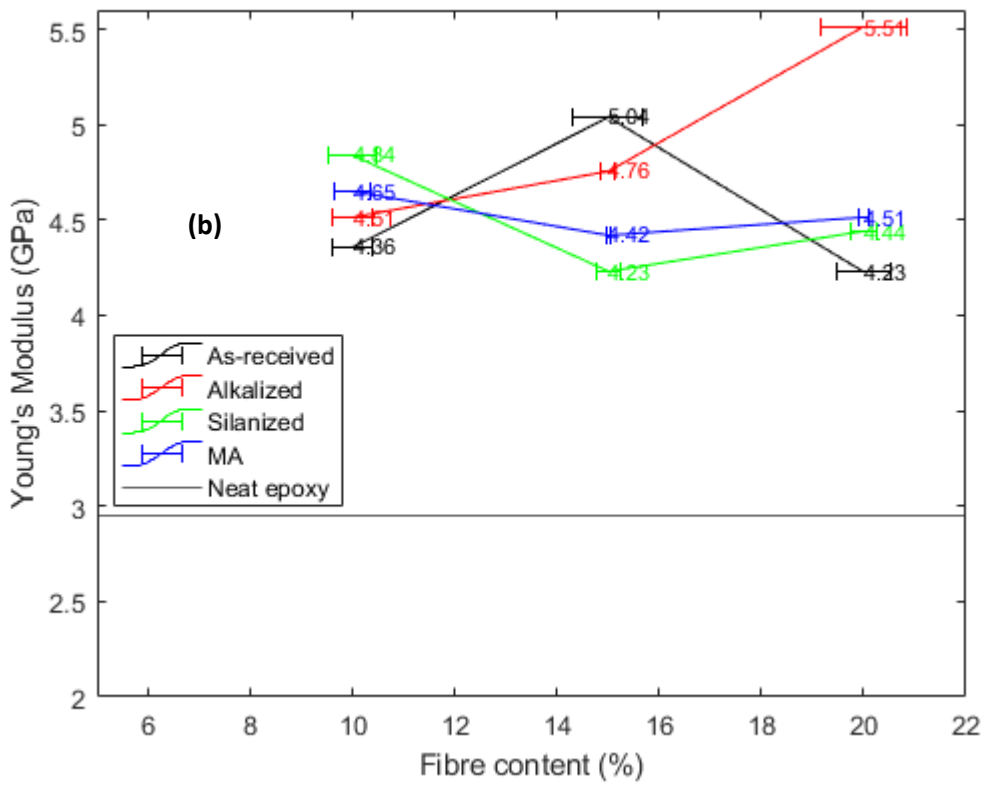 5.5
5
4.5
4
3.5
3
2.5
2
Young's Modulus (GPa)
(b)
5.51
5.04
4.84
4.76
4.65
4.51
4.51
4.42
4.44
4.36
4.23
4.23
As-received
Alkalized
Silanized
MA
Neat epoxy
6 8 10 12 14 16 18 20 22
Fibre content (%)